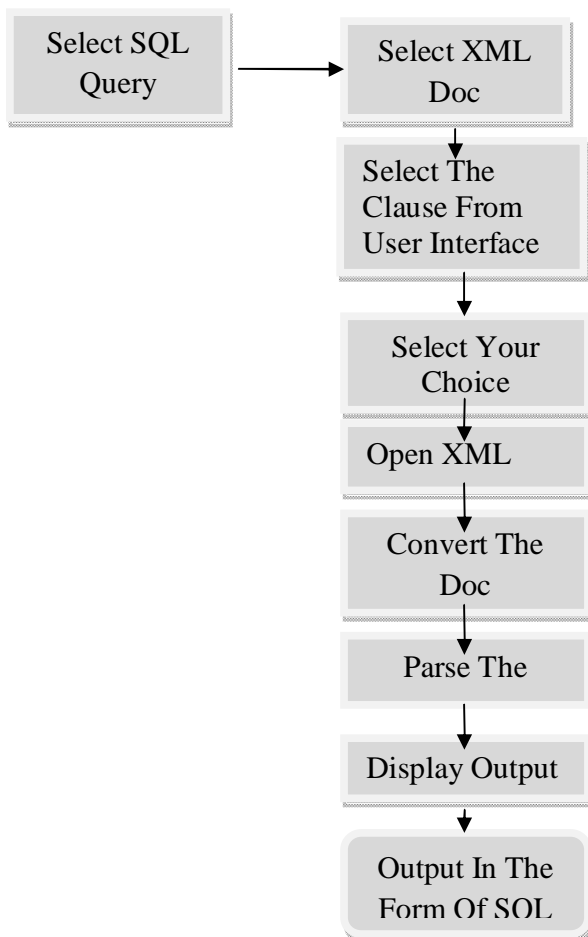 Select SQL
Query
Select XML
Doc
Select The
Clause From
User Interface
Select Your
Choice
Open XML
Convert The
Doc
Parse The
Display Output
Output In The
Form Of SQL